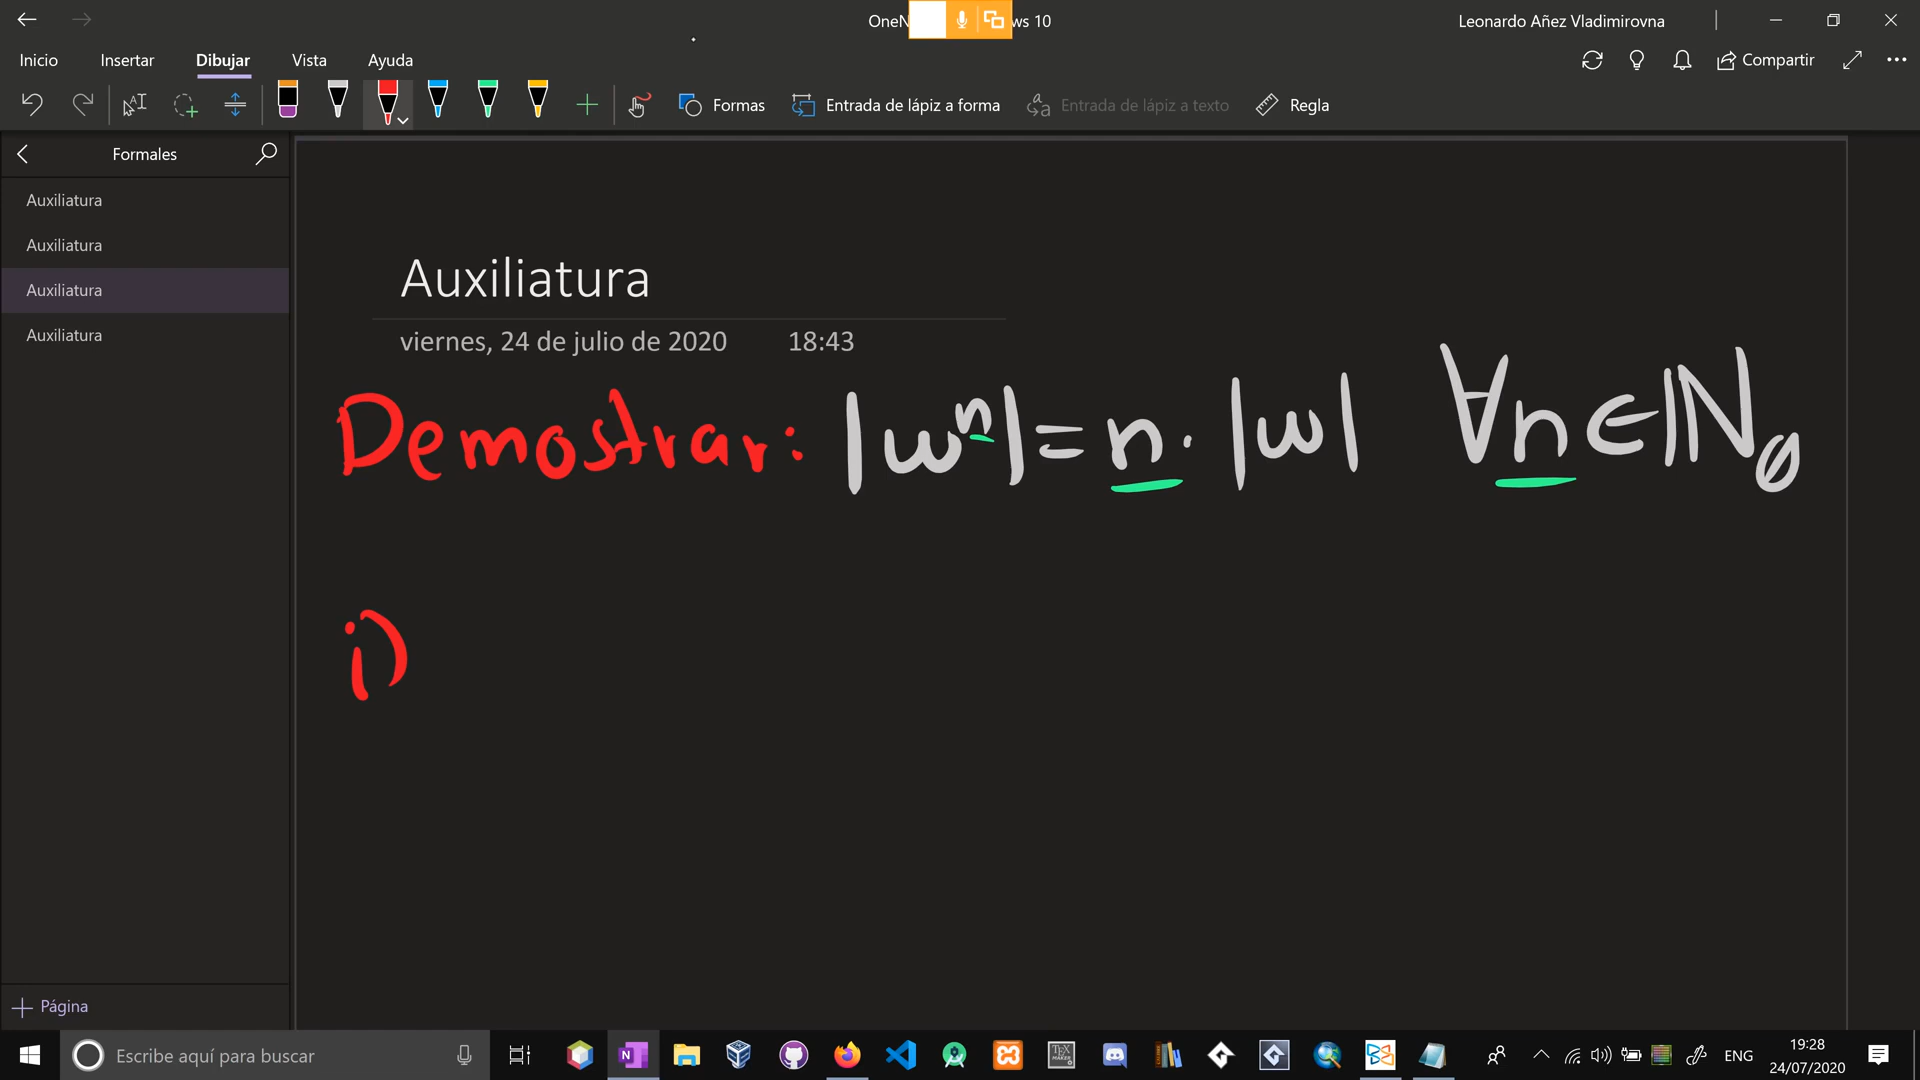 OneN ws 10
Leonardo Añez Vladimirovna
Inicio Insertar Dibujar Vista Ayuda
Compartir
Formas Entrada de lápiz a forma Entrada de lápiz a texto Regla
Formales
Auxiliatura
Auxiliatura
Auxiliatura
Auxiliatura
Auxiliatura
viernes, 24 de julio de 2020 18:43
Demostrar: |wⁿ|=n·|w| ∀n∈ℕ₀
i)
Página
Escribe aquí para buscar
ENG
19:28
24/07/2020